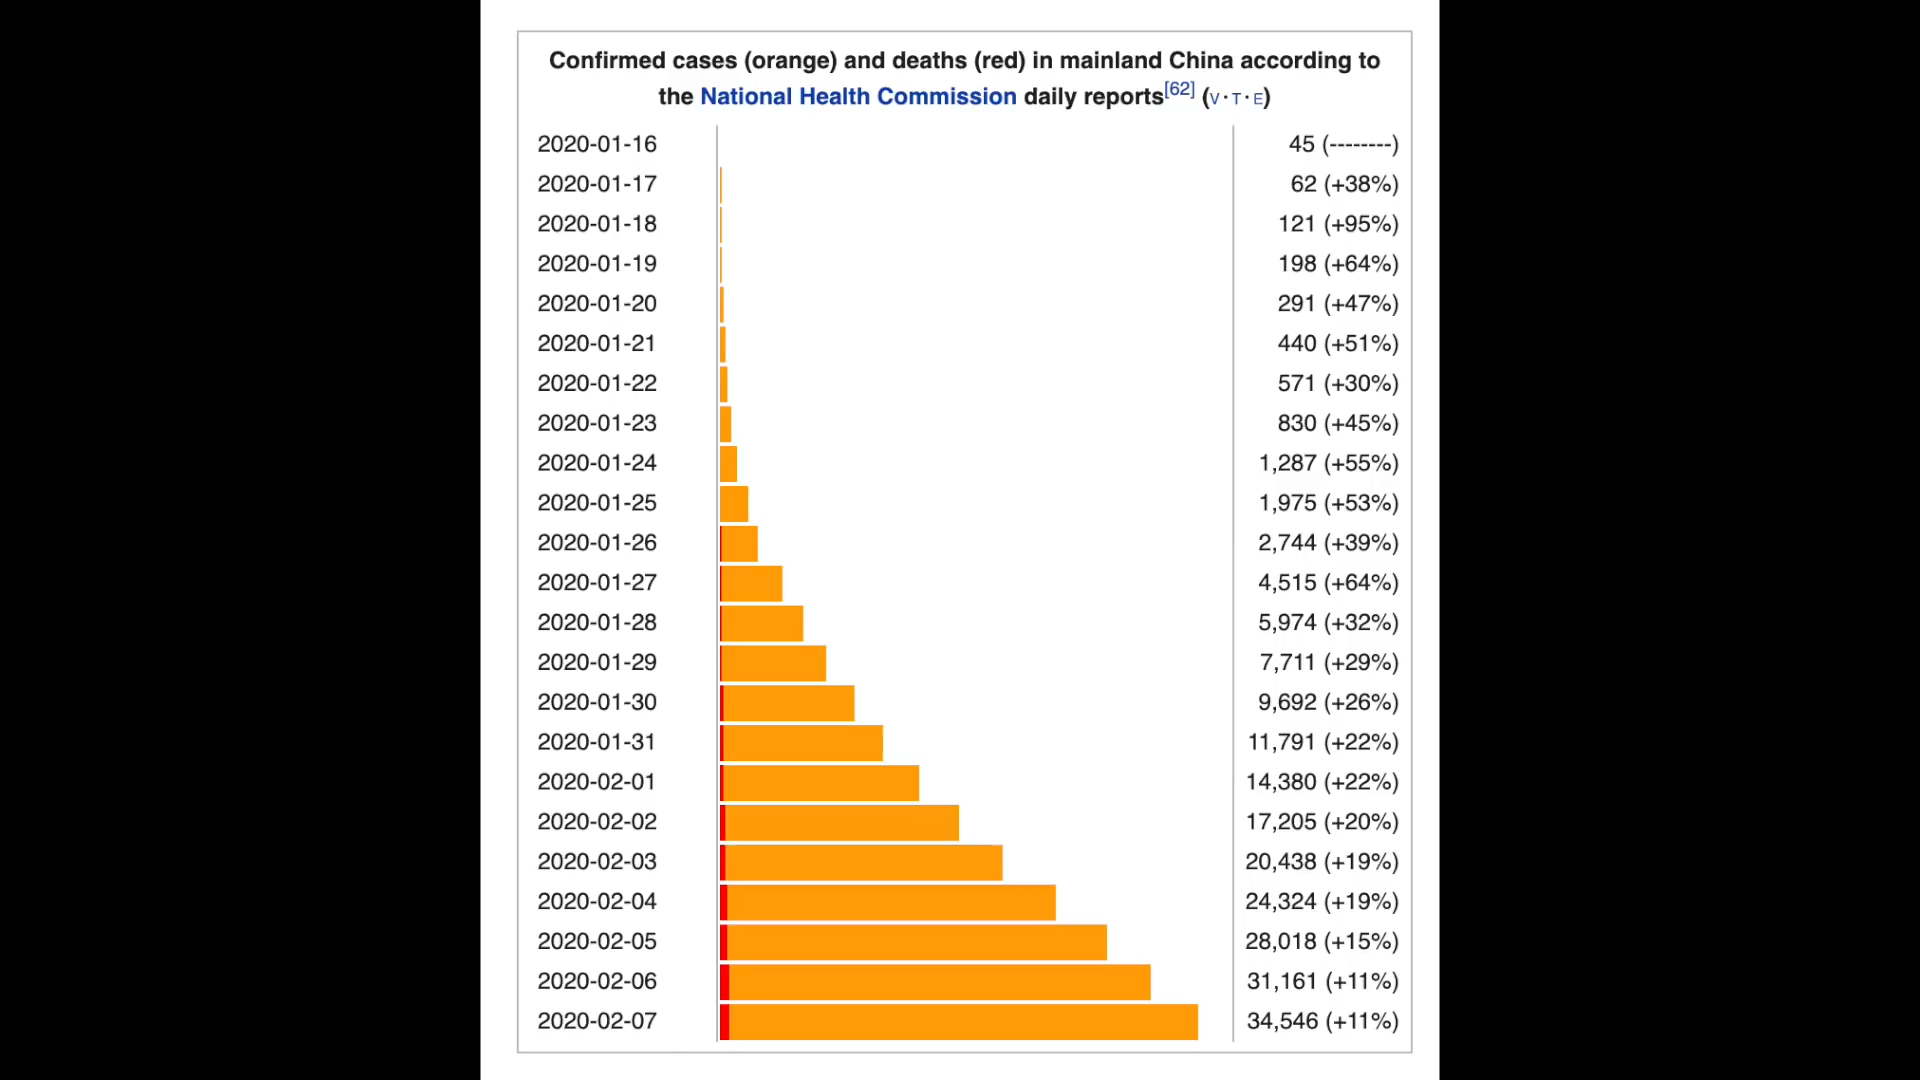 Confirmed cases (orange) and deaths (red) in mainland China according to
the National Health Commission daily reports[62] (V·T·E)
2020-01-16 45 (--------)
2020-01-17 62 (+38%)
2020-01-18 121 (+95%)
2020-01-19 198 (+64%)
2020-01-20 291 (+47%)
2020-01-21 440 (+51%)
2020-01-22 571 (+30%)
2020-01-23 830 (+45%)
2020-01-24 1,287 (+55%)
2020-01-25 1,975 (+53%)
2020-01-26 2,744 (+39%)
2020-01-27 4,515 (+64%)
2020-01-28 5,974 (+32%)
2020-01-29 7,711 (+29%)
2020-01-30 9,692 (+26%)
2020-01-31 11,791 (+22%)
2020-02-01 14,380 (+22%)
2020-02-02 17,205 (+20%)
2020-02-03 20,438 (+19%)
2020-02-04 24,324 (+19%)
2020-02-05 28,018 (+15%)
2020-02-06 31,161 (+11%)
2020-02-07 34,546 (+11%)